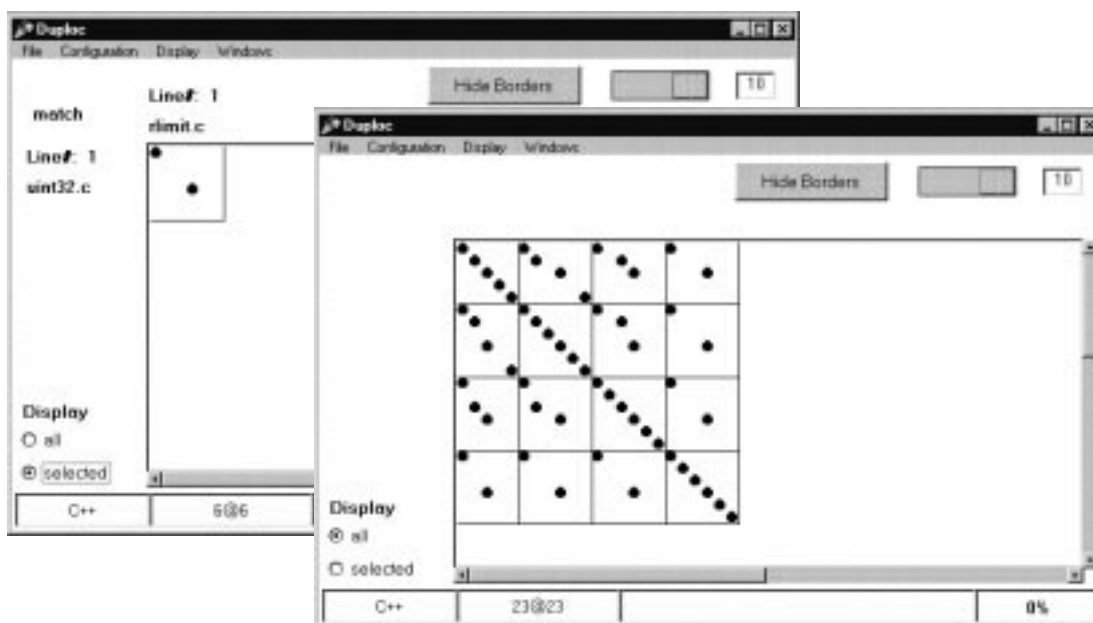 Duploc
File Configuration Display Windows
Hide Borders 10
Line#: 1
match
rlimit.c
Line#: 1
uint32.c
Display
all
selected
C++ 6@6
Duploc
File Configuration Display Windows
Hide Borders 10
Display
all
selected
C++ 23@23 0%